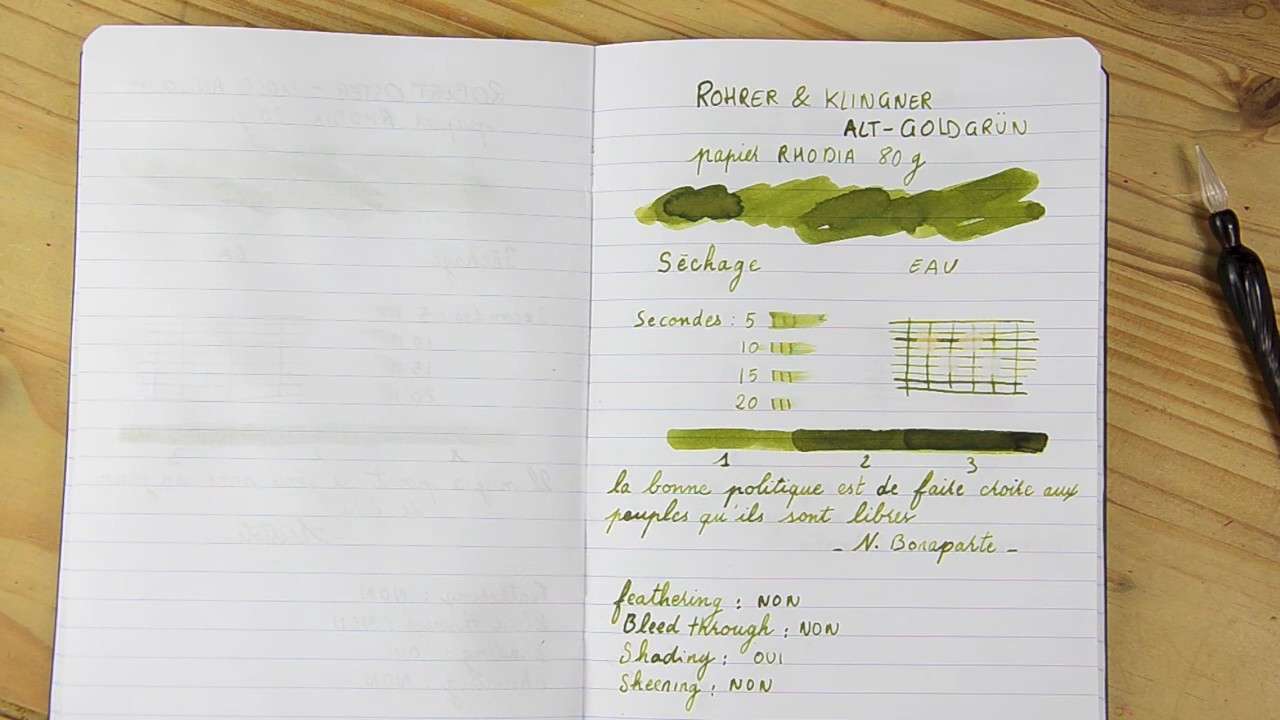 ROHRER & KLINGNER
ALT-GOLDGRÜN
papier RHODIA 80 g
Séchage
EAU
Secondes : 5
10
15
20
1 2 3
la bonne politique est de faire croire aux
peuples qu'ils sont libres
- N. Bonaparte -
feathering : NON
Bleed through : NON
Shading : OUI
Sheening : NON